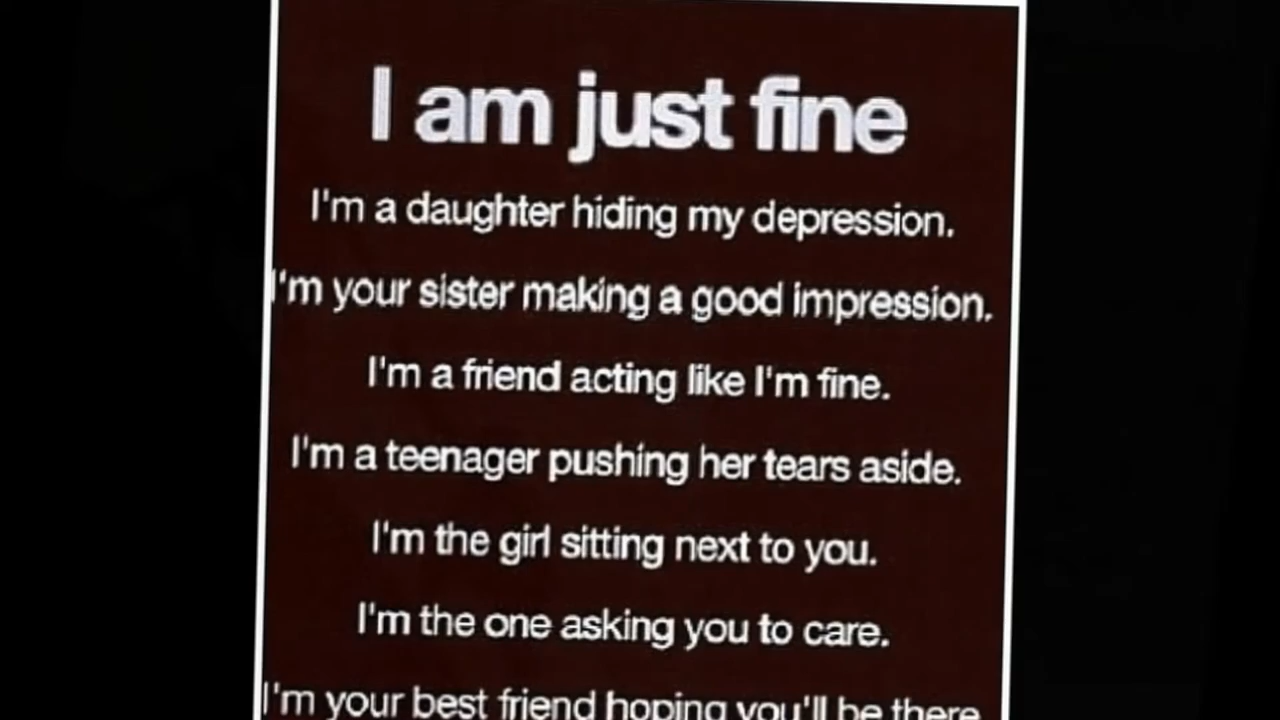 I am just fine
I'm a daughter hiding my depression.
I'm your sister making a good impression.
I'm a friend acting like I'm fine.
I'm a teenager pushing her tears aside.
I'm the girl sitting next to you.
I'm the one asking you to care.
I'm your best friend hoping you'll be there